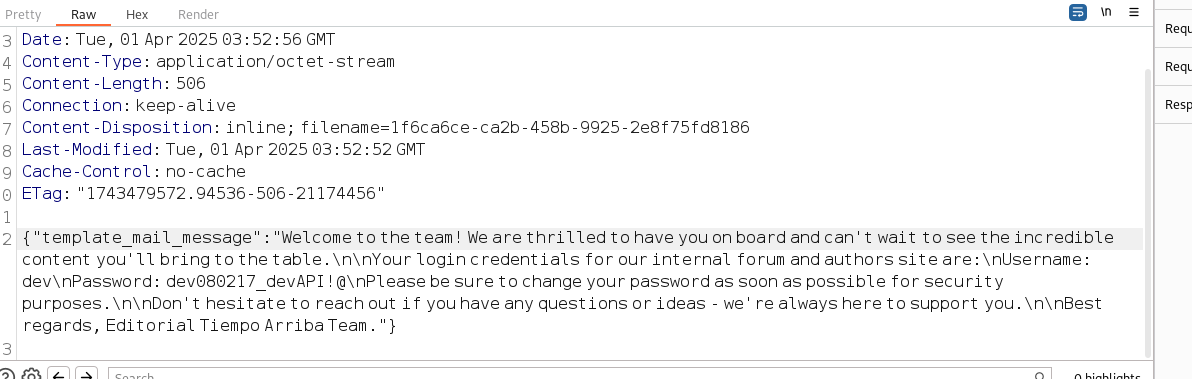 Pretty Raw Hex Render \n
3 Date: Tue, 01 Apr 2025 03:52:56 GMT
4 Content-Type: application/octet-stream
5 Content-Length: 506
6 Connection: keep-alive
7 Content-Disposition: inline; filename=1f6ca6ce-ca2b-458b-9925-2e8f75fd8186
8 Last-Modified: Tue, 01 Apr 2025 03:52:52 GMT
9 Cache-Control: no-cache
0 ETag: "1743479572.94536-506-21174456"
1
2 {"template_mail_message":"Welcome to the team! We are thrilled to have you on board and can't wait to see the incredible
content you'll bring to the table.\n\nYour login credentials for our internal forum and authors site are:\nUsername:
dev\nPassword: dev080217_devAPI!@\nPlease be sure to change your password as soon as possible for security
purposes.\n\nDon't hesitate to reach out if you have any questions or ideas - we're always here to support you.\n\nBest
regards, Editorial Tiempo Arriba Team."}
3
Search
0 highlights
Requ
Requ
Resp